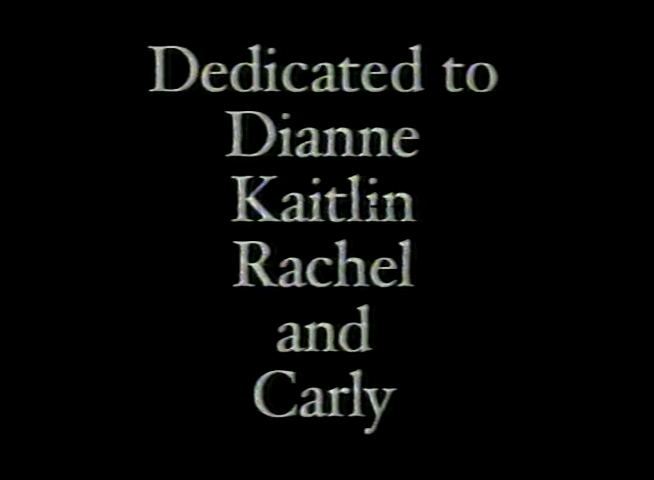 Dedicated to
Dianne
Kaitlin
Rachel
and
Carly